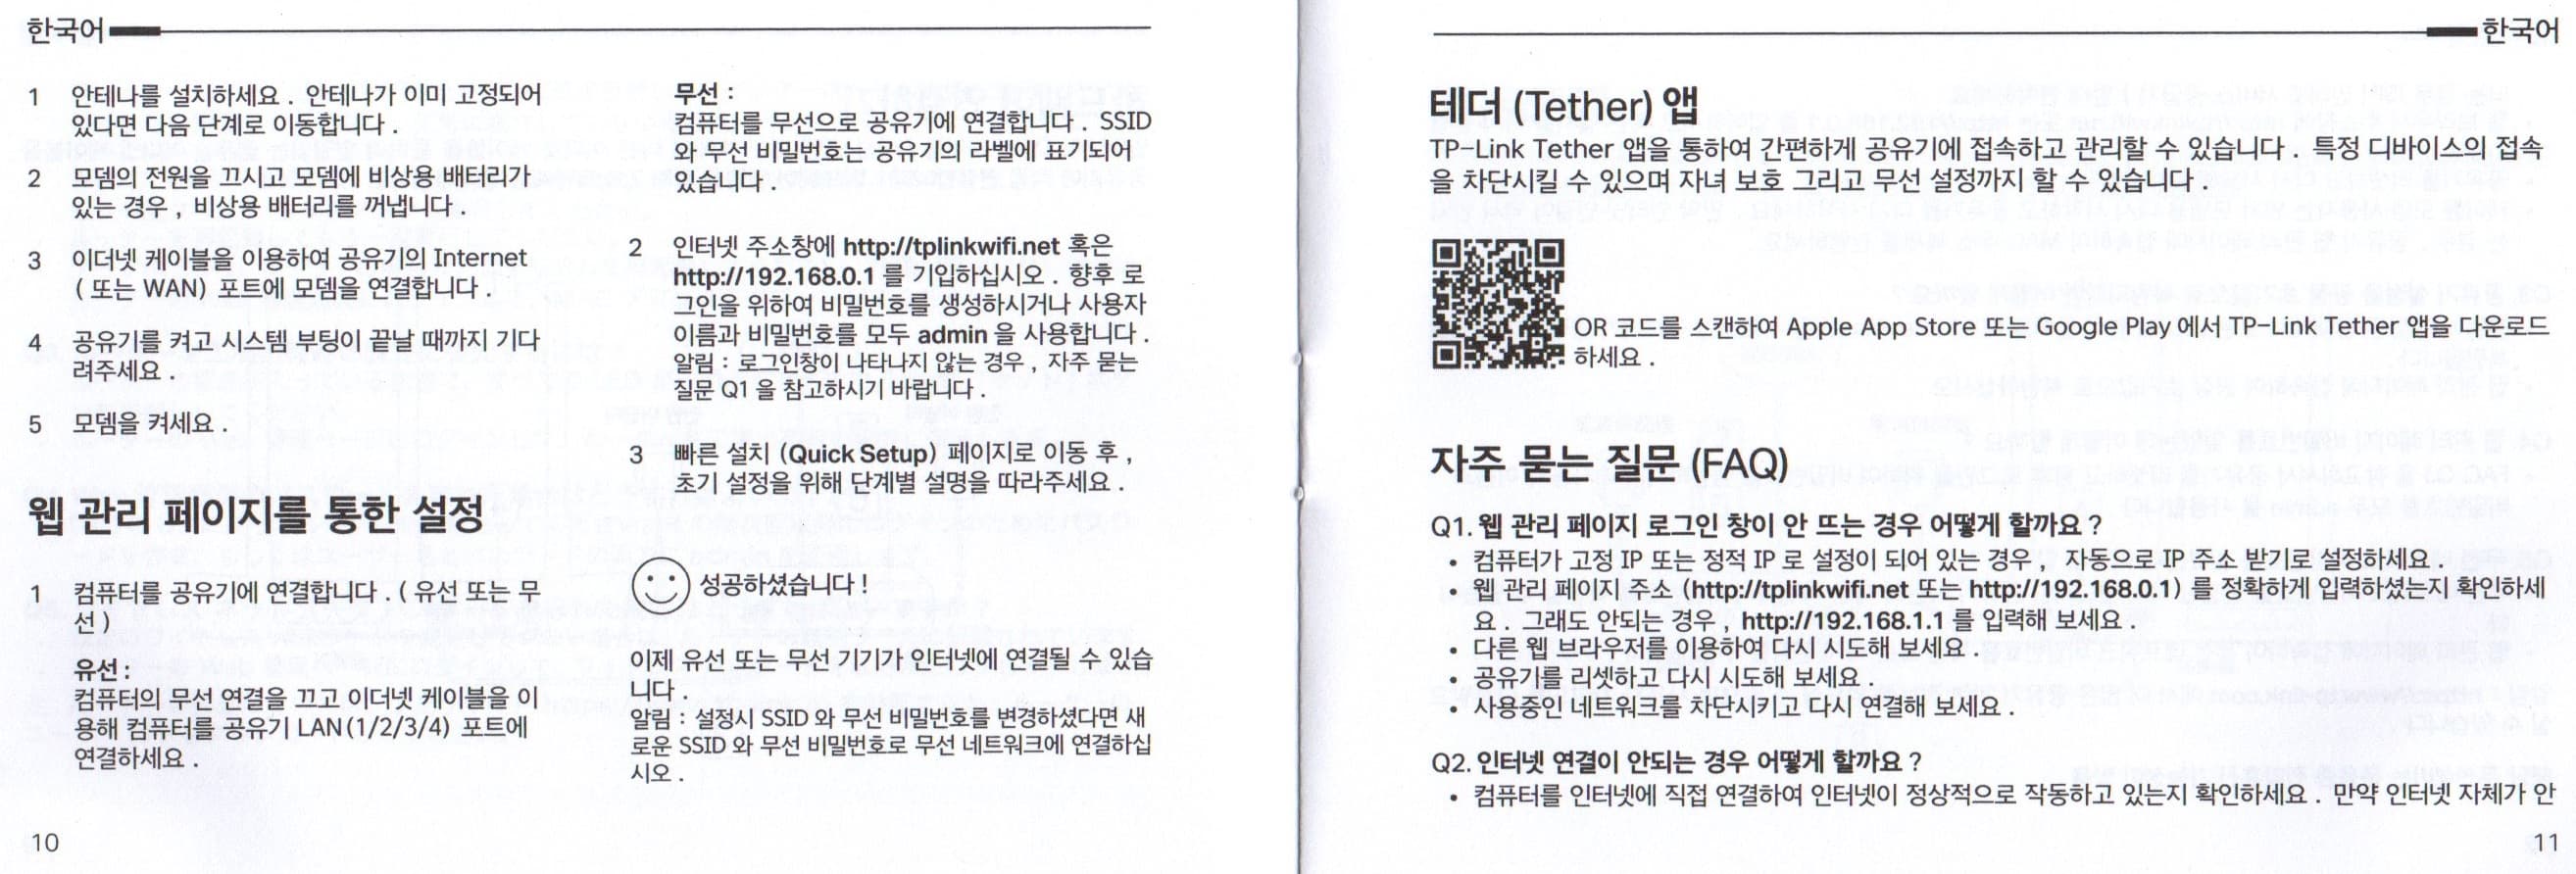 한국어
1 안테나를 설치하세요 . 안테나가 이미 고정되어
있다면 다음 단계로 이동합니다 .
2 모뎀의 전원을 끄시고 모뎀에 비상용 배터리가
있는 경우 , 비상용 배터리를 꺼냅니다 .
3 이더넷 케이블을 이용하여 공유기의 Internet
( 또는 WAN) 포트에 모뎀을 연결합니다 .
4 공유기를 켜고 시스템 부팅이 끝날 때까지 기다
려주세요 .
5 모뎀을 켜세요 .
웹 관리 페이지를 통한 설정
1 컴퓨터를 공유기에 연결합니다 . ( 유선 또는 무
선 )
유선 :
컴퓨터의 무선 연결을 끄고 이더넷 케이블을 이
용해 컴퓨터를 공유기 LAN(1/2/3/4) 포트에
연결하세요 .
무선 :
컴퓨터를 무선으로 공유기에 연결합니다 . SSID
와 무선 비밀번호는 공유기의 라벨에 표기되어
있습니다 .
2 인터넷 주소창에 http://tplinkwifi.net 혹은
http://192.168.0.1 를 기입하십시오 . 향후 로
그인을 위하여 비밀번호를 생성하시거나 사용자
이름과 비밀번호를 모두 admin 을 사용합니다 .
알림 : 로그인창이 나타나지 않는 경우 , 자주 묻는
질문 Q1 을 참고하시기 바랍니다 .
3 빠른 설치 (Quick Setup) 페이지로 이동 후 ,
초기 설정을 위해 단계별 설명을 따라주세요 .
성공하셨습니다 !
이제 유선 또는 무선 기기가 인터넷에 연결될 수 있습
니다 .
알림 : 설정시 SSID 와 무선 비밀번호를 변경하셨다면 새
로운 SSID 와 무선 비밀번호로 무선 네트워크에 연결하십
시오 .
10
한국어
테더 (Tether) 앱
TP-Link Tether 앱을 통하여 간편하게 공유기에 접속하고 관리할 수 있습니다 . 특정 디바이스의 접속
을 차단시킬 수 있으며 자녀 보호 그리고 무선 설정까지 할 수 있습니다 .
OR 코드를 스캔하여 Apple App Store 또는 Google Play 에서 TP-Link Tether 앱을 다운로드
하세요 .
자주 묻는 질문 (FAQ)
Q1. 웹 관리 페이지 로그인 창이 안 뜨는 경우 어떻게 할까요 ?
• 컴퓨터가 고정 IP 또는 정적 IP 로 설정이 되어 있는 경우 , 자동으로 IP 주소 받기로 설정하세요 .
• 웹 관리 페이지 주소 (http://tplinkwifi.net 또는 http://192.168.0.1) 를 정확하게 입력하셨는지 확인하세
요 . 그래도 안되는 경우 , http://192.168.1.1 를 입력해 보세요 .
• 다른 웹 브라우저를 이용하여 다시 시도해 보세요 .
• 공유기를 리셋하고 다시 시도해 보세요 .
• 사용중인 네트워크를 차단시키고 다시 연결해 보세요 .
Q2. 인터넷 연결이 안되는 경우 어떻게 할까요 ?
• 컴퓨터를 인터넷에 직접 연결하여 인터넷이 정상적으로 작동하고 있는지 확인하세요 . 만약 인터넷 자체가 안
11